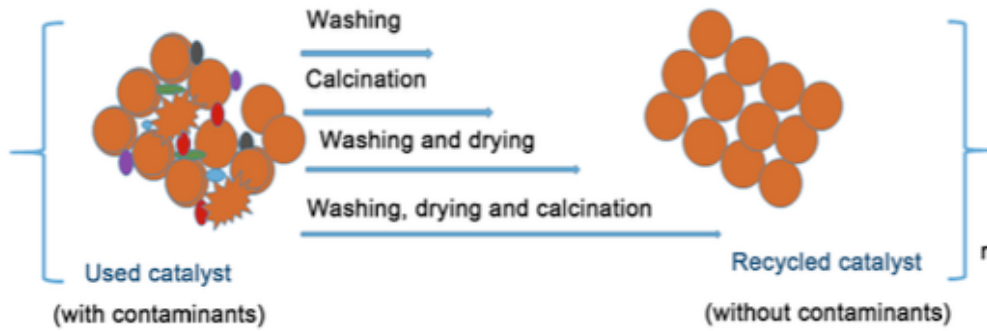 Washing
Calcination
Washing and drying
Washing, drying and calcination
Used catalyst
(with contaminants)
Recycled catalyst
(without contaminants)